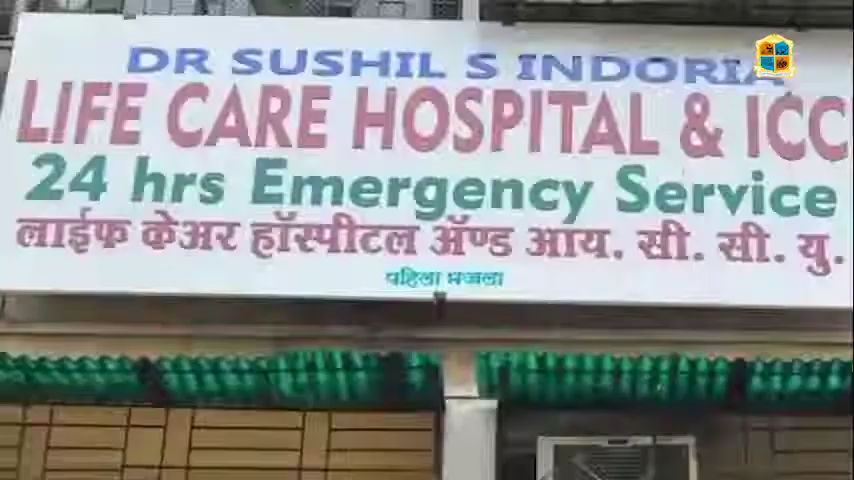 DR SUSHIL S INDORIA
LIFE CARE HOSPITAL & ICC
24 hrs Emergency Service
लाईफ केअर हॉस्पीटल ॲण्ड आय. सी. सी. यु.
पहिला मजला